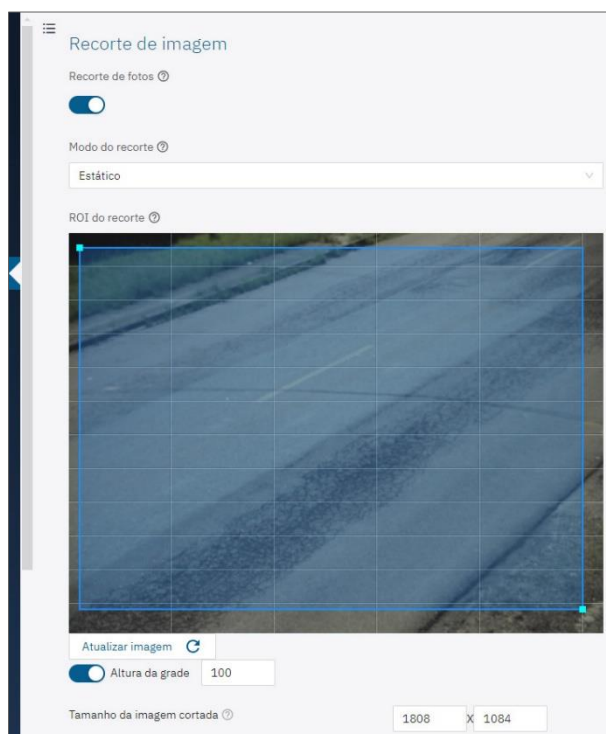 Recorte de imagem
Recorte de fotos
Modo do recorte
Estático
ROI do recorte
Atualizar imagem
Altura da grade 100
Tamanho da imagem cortada 1808 X 1084